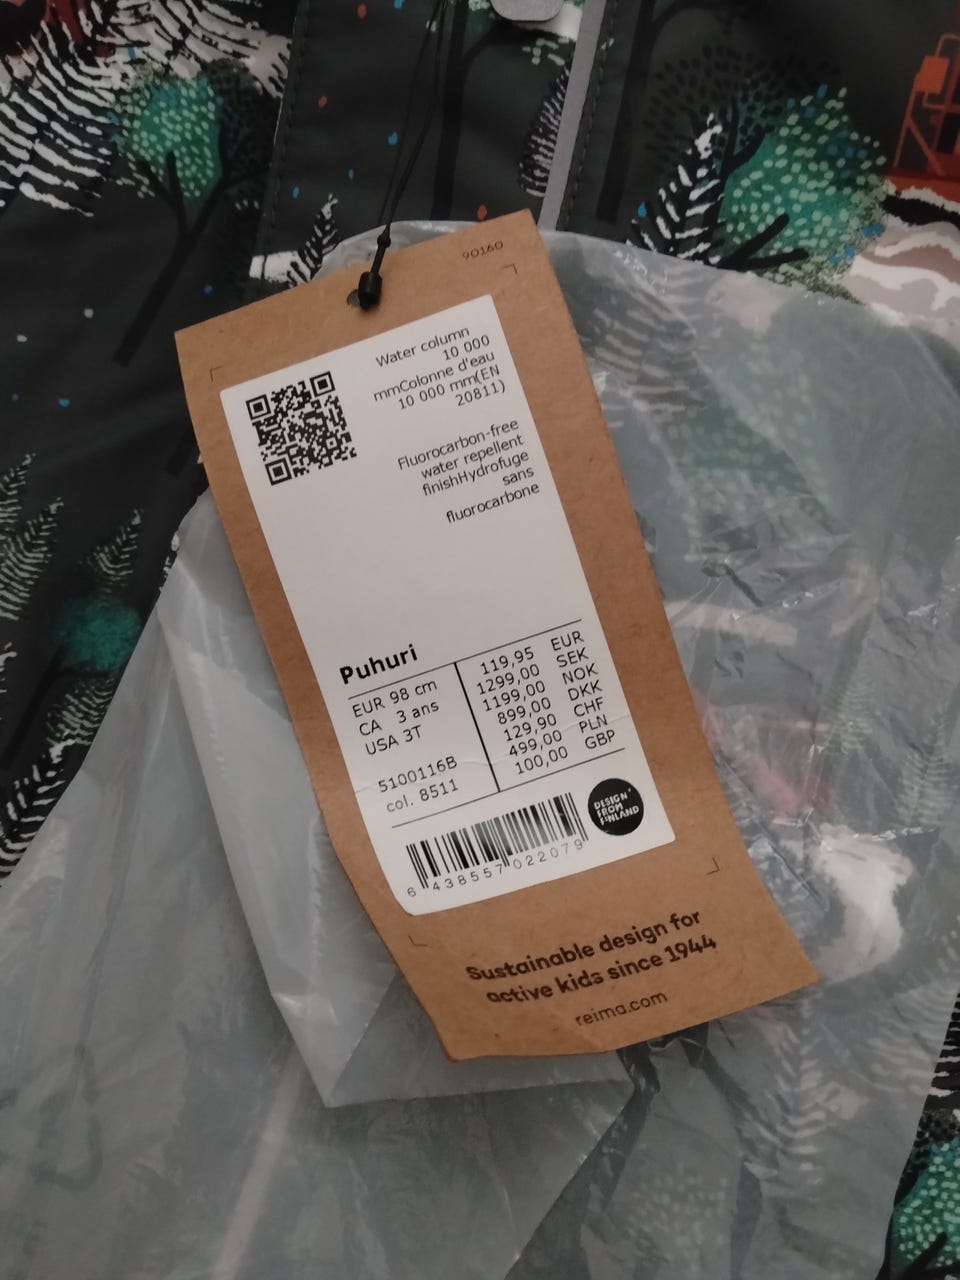 90160
Water column
10 000
mmColonne d'eau
10 000 mm(EN
20811)
Fluorocarbon-free
water repellent
finishHydrofuge
sans
fluorocarbone
Puhuri
EUR 98 cm
CA 3 ans
USA 3T
5100116B
col. 8511
119,95 EUR
1299,00 SEK
1199,00 NOK
899,00 DKK
129,90 CHF
499,00 PLN
100,00 GBP
6 438557 022079
DESIGN
FROM
FINLAND
Sustainable design for
active kids since 1944
reima.com